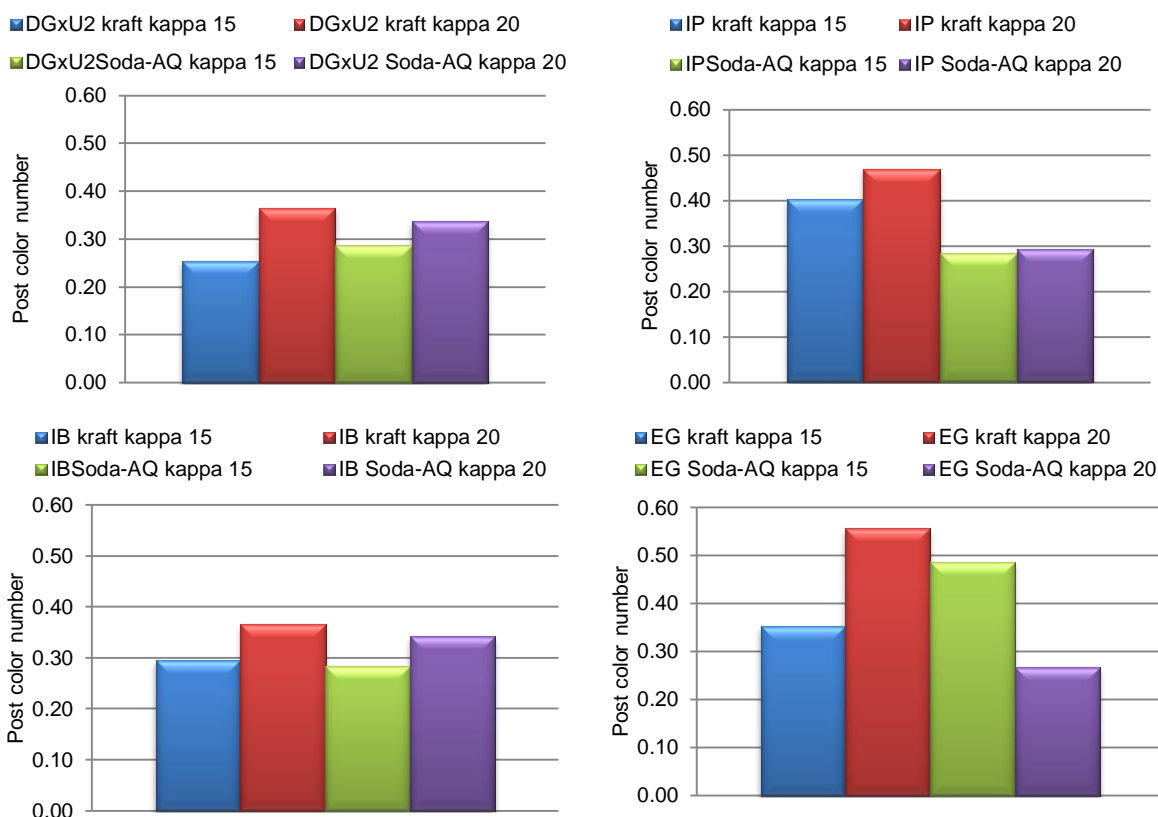 DGxU2 kraft kappa 15 DGxU2 kraft kappa 20
DGxU2Soda-AQ kappa 15 DGxU2 Soda-AQ kappa 20
Post color number
0.60
0.50
0.40
0.30
0.20
0.10
0.00
IP kraft kappa 15 IP kraft kappa 20
IPSoda-AQ kappa 15 IP Soda-AQ kappa 20
Post color number
0.60
0.50
0.40
0.30
0.20
0.10
0.00
IB kraft kappa 15 IB kraft kappa 20
IBSoda-AQ kappa 15 IB Soda-AQ kappa 20
Post color number
0.60
0.50
0.40
0.30
0.20
0.10
0.00
EG kraft kappa 15 EG kraft kappa 20
EG Soda-AQ kappa 15 EG Soda-AQ kappa 20
Post color number
0.60
0.50
0.40
0.30
0.20
0.10
0.00